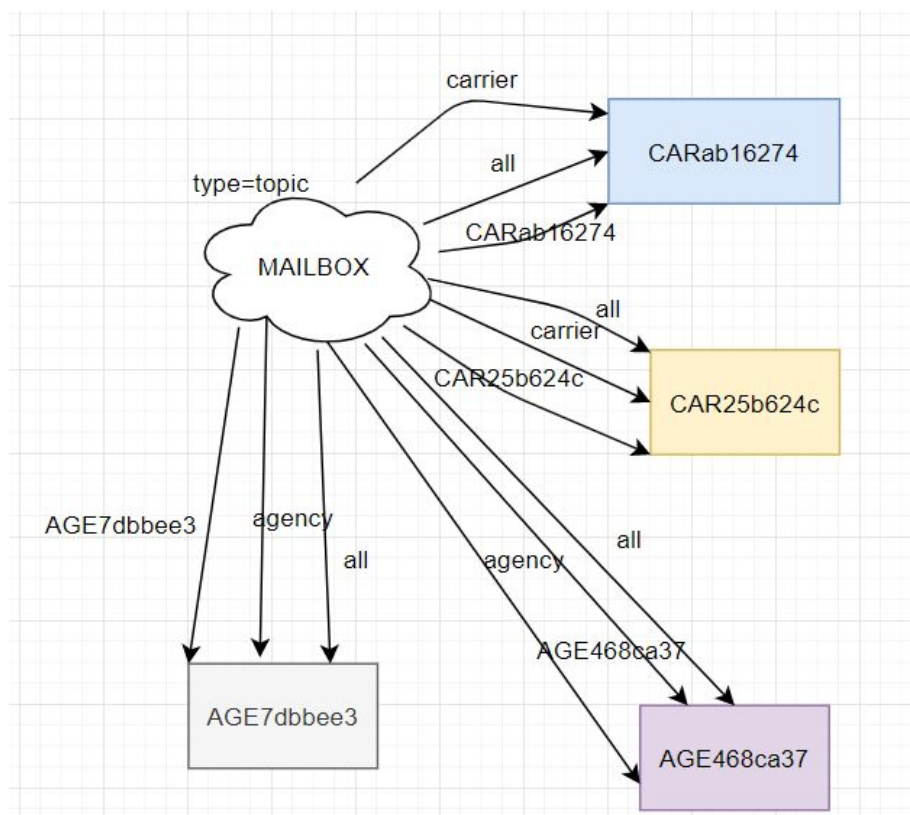 carrier
CARab16274
all
type=topic
CARab16274
MAILBOX
all
carrier
CAR25b624c
CAR25b624c
AGE7dbbee3
agency
all
agency
all
AGE468ca37
AGE7dbbee3
AGE468ca37